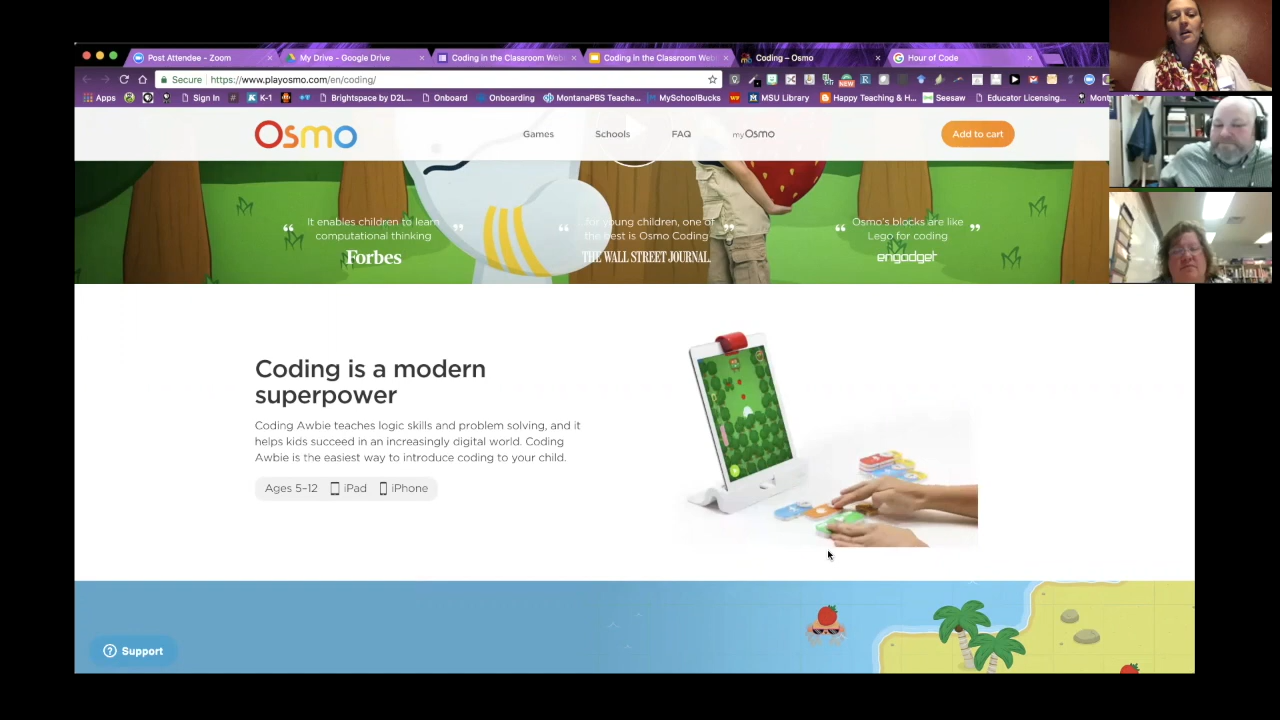 Post Attendee - Zoom
My Drive - Google Drive
Coding in the Classroom Web
Coding in the Classroom Web
Coding – Osmo
Hour of Code
Secure
https://www.playosmo.com/en/coding/
Apps
Sign In
K-1
Brightspace by D2L...
Onboard
Onboarding
MontanaPBS Teache...
MySchoolBucks
MSU Library
Happy Teaching & H...
Seesaw
Educator Licensing...
Osmo
Games
Schools
FAQ
myOsmo
Add to cart
“ It enables children to learn ”
computational thinking
Forbes
“ for young children, one of ”
the best is Osmo Coding
THE WALL STREET JOURNAL.
“ Osmo’s blocks are like ”
Lego for coding
engadget
Coding is a modern
superpower
Coding Awbie teaches logic skills and problem solving, and it
helps kids succeed in an increasingly digital world. Coding
Awbie is the easiest way to introduce coding to your child.
Ages 5–12 iPad iPhone
? Support